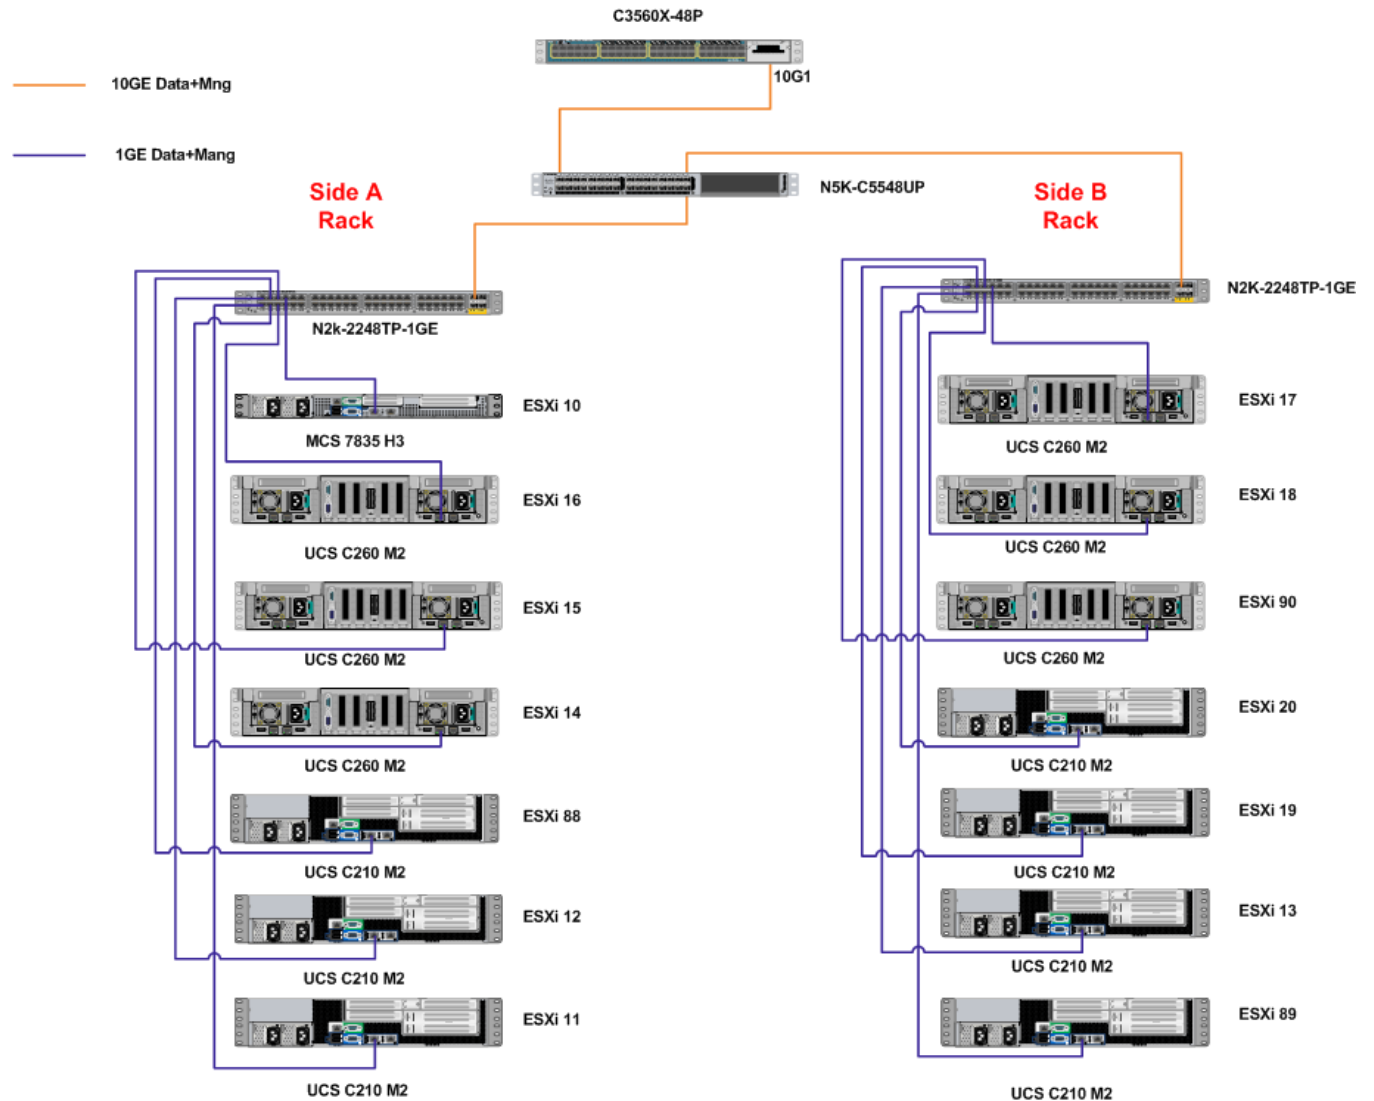 C3560X-48P
10G1
10GE Data+Mng
1GE Data+Mang
N5K-C5548UP
Side A
Rack
Side B
Rack
N2k-2248TP-1GE
N2K-2248TP-1GE
ESXi 10
MCS 7835 H3
ESXi 16
UCS C260 M2
ESXi 15
UCS C260 M2
ESXi 14
UCS C260 M2
ESXi 88
UCS C210 M2
ESXi 12
UCS C210 M2
ESXi 11
UCS C210 M2
ESXi 17
UCS C260 M2
ESXi 18
UCS C260 M2
ESXi 90
UCS C260 M2
ESXi 20
UCS C210 M2
ESXi 19
UCS C210 M2
ESXi 13
UCS C210 M2
ESXi 89
UCS C210 M2